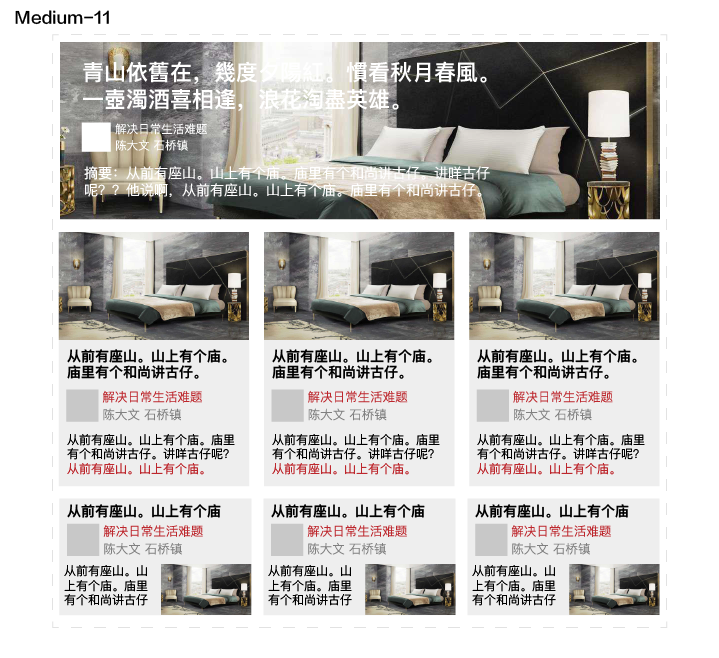 Medium-11
青山依舊在，幾度夕陽紅。慣看秋月春風。
一壺濁酒喜相逢，浪花淘盡英雄。
解决日常生活难题
陈大文 石桥镇
摘要：从前有座山。山上有个庙。庙里有个和尚讲古仔。讲咩古仔
呢？？他说啊，从前有座山。山上有个庙。庙里有个和尚讲古仔。
从前有座山。山上有个庙。
庙里有个和尚讲古仔。
解决日常生活难题
陈大文 石桥镇
从前有座山。山上有个庙。庙里
有个和尚讲古仔。讲咩古仔呢?
从前有座山。山上有个庙。
从前有座山。山上有个庙。
庙里有个和尚讲古仔。
解决日常生活难题
陈大文 石桥镇
从前有座山。山上有个庙。庙里
有个和尚讲古仔。讲咩古仔呢?
从前有座山。山上有个庙。
从前有座山。山上有个庙。
庙里有个和尚讲古仔。
解决日常生活难题
陈大文 石桥镇
从前有座山。山上有个庙。庙里
有个和尚讲古仔。讲咩古仔呢?
从前有座山。山上有个庙。
从前有座山。山上有个庙
解决日常生活难题
陈大文 石桥镇
从前有座山。山
上有个庙。庙里
有个和尚讲古仔
从前有座山。山上有个庙
解决日常生活难题
陈大文 石桥镇
从前有座山。山
上有个庙。庙里
有个和尚讲古仔
从前有座山。山上有个庙
解决日常生活难题
陈大文 石桥镇
从前有座山。山
上有个庙。庙里
有个和尚讲古仔